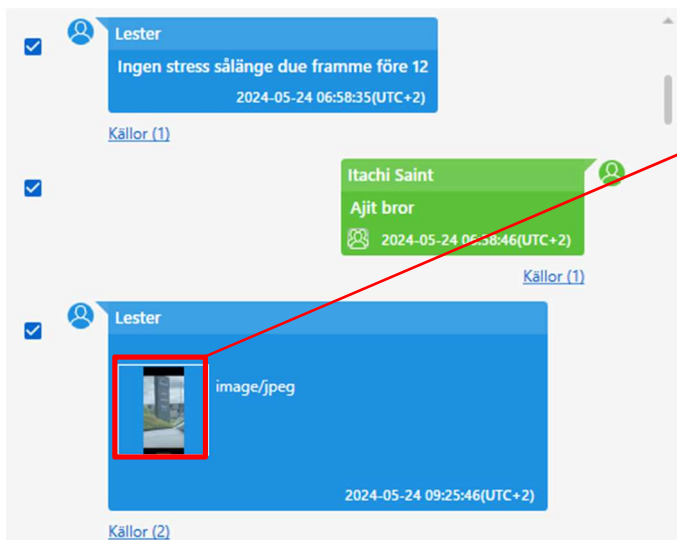 Lester
Ingen stress sålänge due framme före 12
2024-05-24 06:58:35(UTC+2)
Källor (1)
Itachi Saint
Ajit bror
2024-05-24 06:58:46(UTC+2)
Källor (1)
Lester
image/jpeg
2024-05-24 09:25:46(UTC+2)
Källor (2)